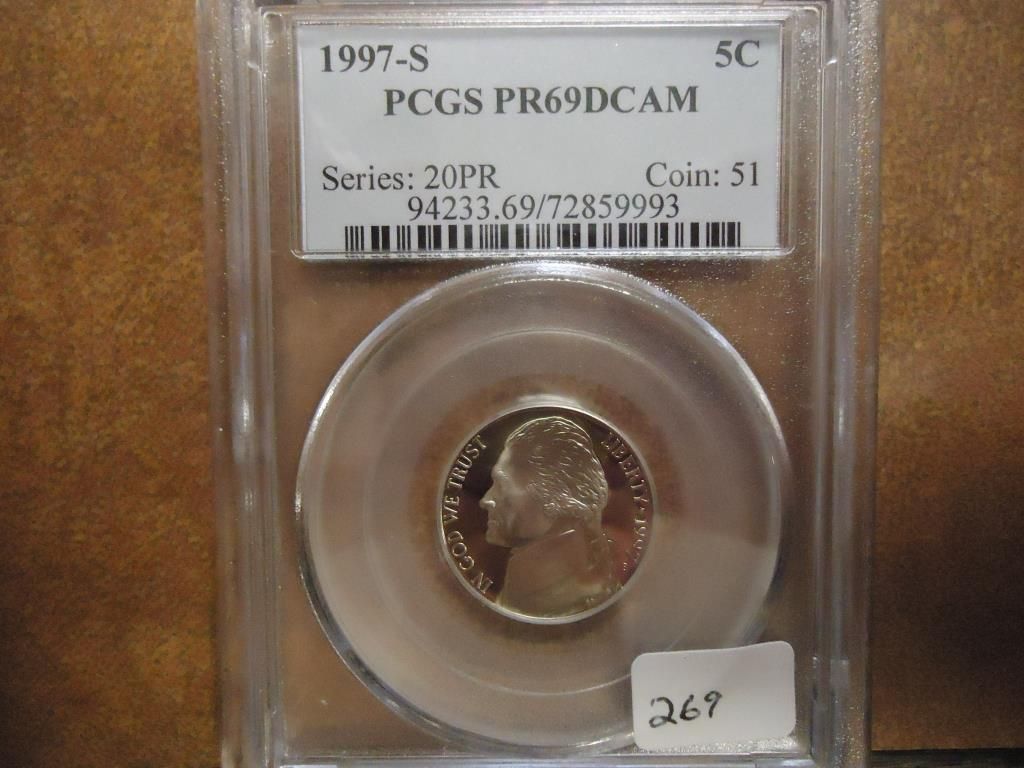 1997-S 5C
PCGS PR69DCAM
Series: 20PR Coin: 51
94233.69/72859993
IN GOD WE TRUST
LIBERTY
269